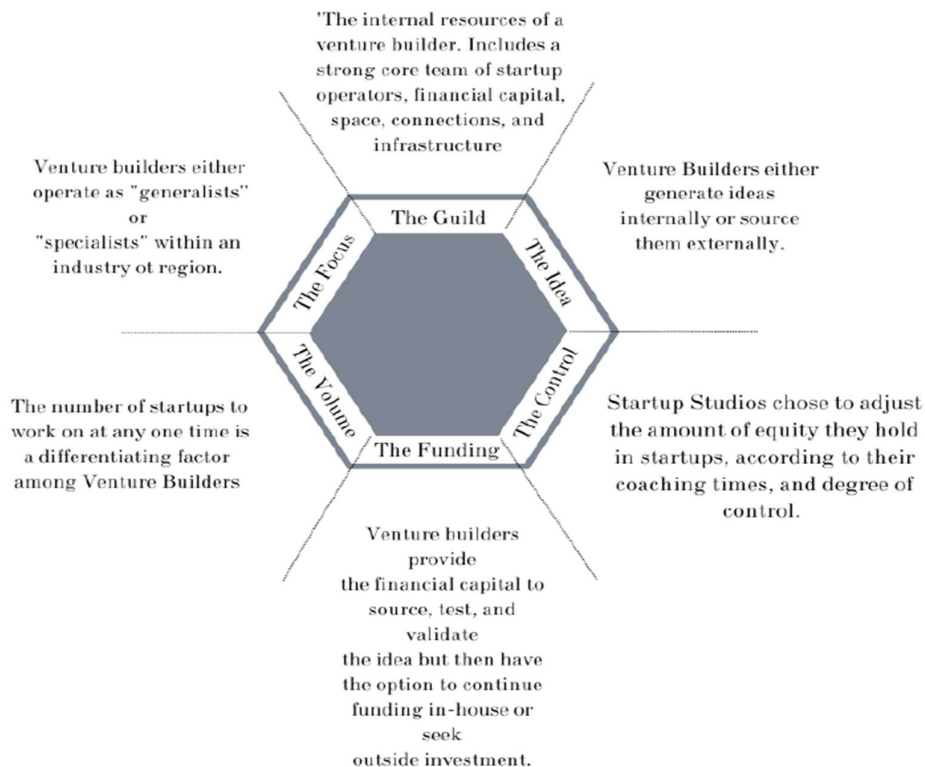 'The internal resources of a
venture builder. Includes a
strong core team of startup
operators, financial capital,
space, connections, and
infrastructure
The Guild
Venture Builders either
generate ideas
internally or source
them externally.
The Idea
Startup Studios chose to adjust
the amount of equity they hold
in startups, according to their
coaching times, and degree of
control.
The Control
The Funding
Venture builders
provide
the financial capital to
source, test, and
validate
the idea but then have
the option to continue
funding in-house or
seek
outside investment.
The Volume
The number of startups to
work on at any one time is
a differentiating factor
among Venture Builders
The Focus
Venture builders either
operate as "generalists"
or
"specialists" within an
industry ot region.